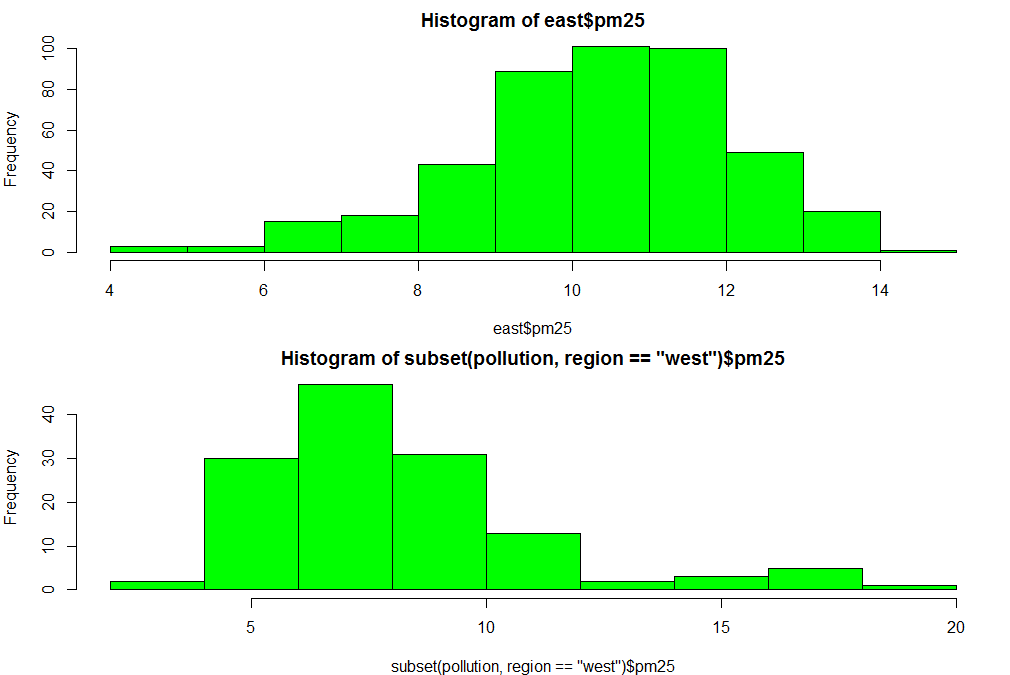 Histogram of east$pm25
Frequency
0 20 40 60 80 100
4 6 8 10 12 14
east$pm25
Histogram of subset(pollution, region == "west")$pm25
Frequency
0 10 20 30 40
5 10 15 20
subset(pollution, region == "west")$pm25